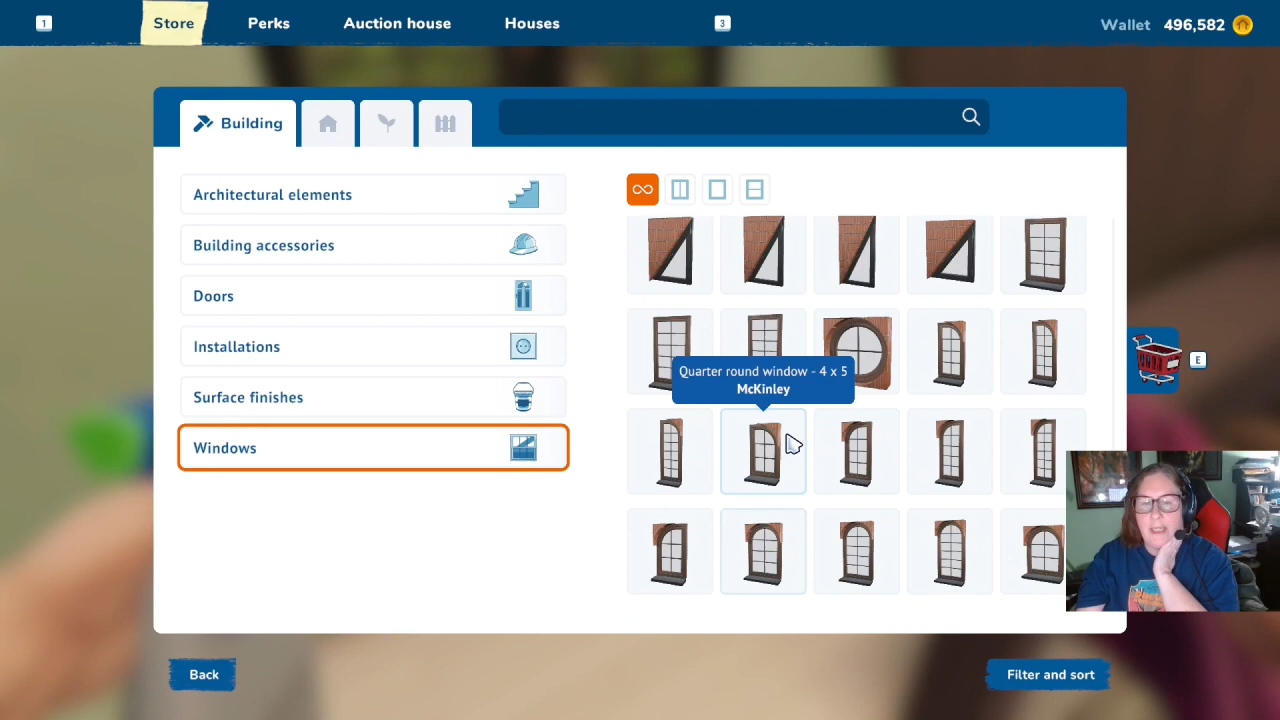 1
Store
Perks
Auction house
Houses
3
Wallet 496,582
Building
Architectural elements
Building accessories
Doors
Installations
Surface finishes
Windows
Quarter round window - 4 x 5
McKinley
E
Back
Filter and sort